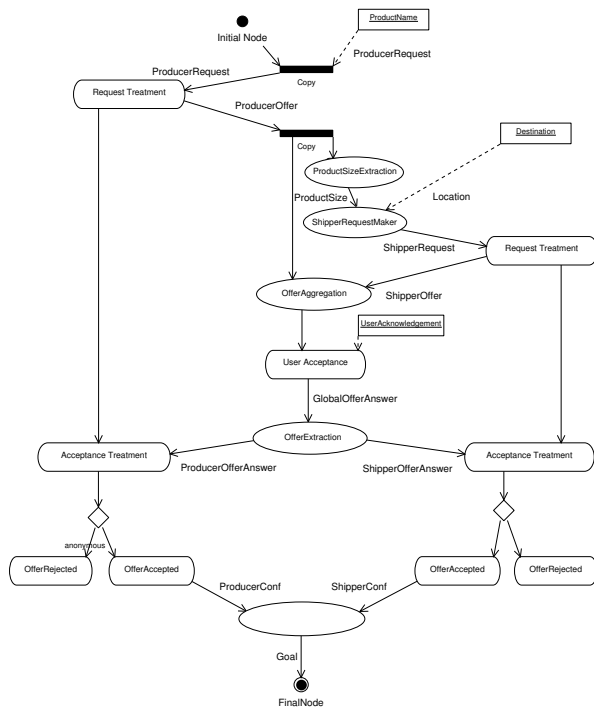 ProductName
Initial Node
ProducerRequest
ProducerRequest
Copy
Request Treatment
ProducerOffer
Destination
Copy
ProductSizeExtraction
ProductSize
Location
ShipperRequestMaker
ShipperRequest
Request Treatment
OfferAggregation
ShipperOffer
UserAcknowledgement
User Acceptance
GlobalOfferAnswer
OfferExtraction
Acceptance Treatment
Acceptance Treatment
ProducerOfferAnswer
ShipperOfferAnswer
anonymous
OfferRejected
OfferAccepted
OfferAccepted
OfferRejected
ProducerConf
ShipperConf
Goal
FinalNode